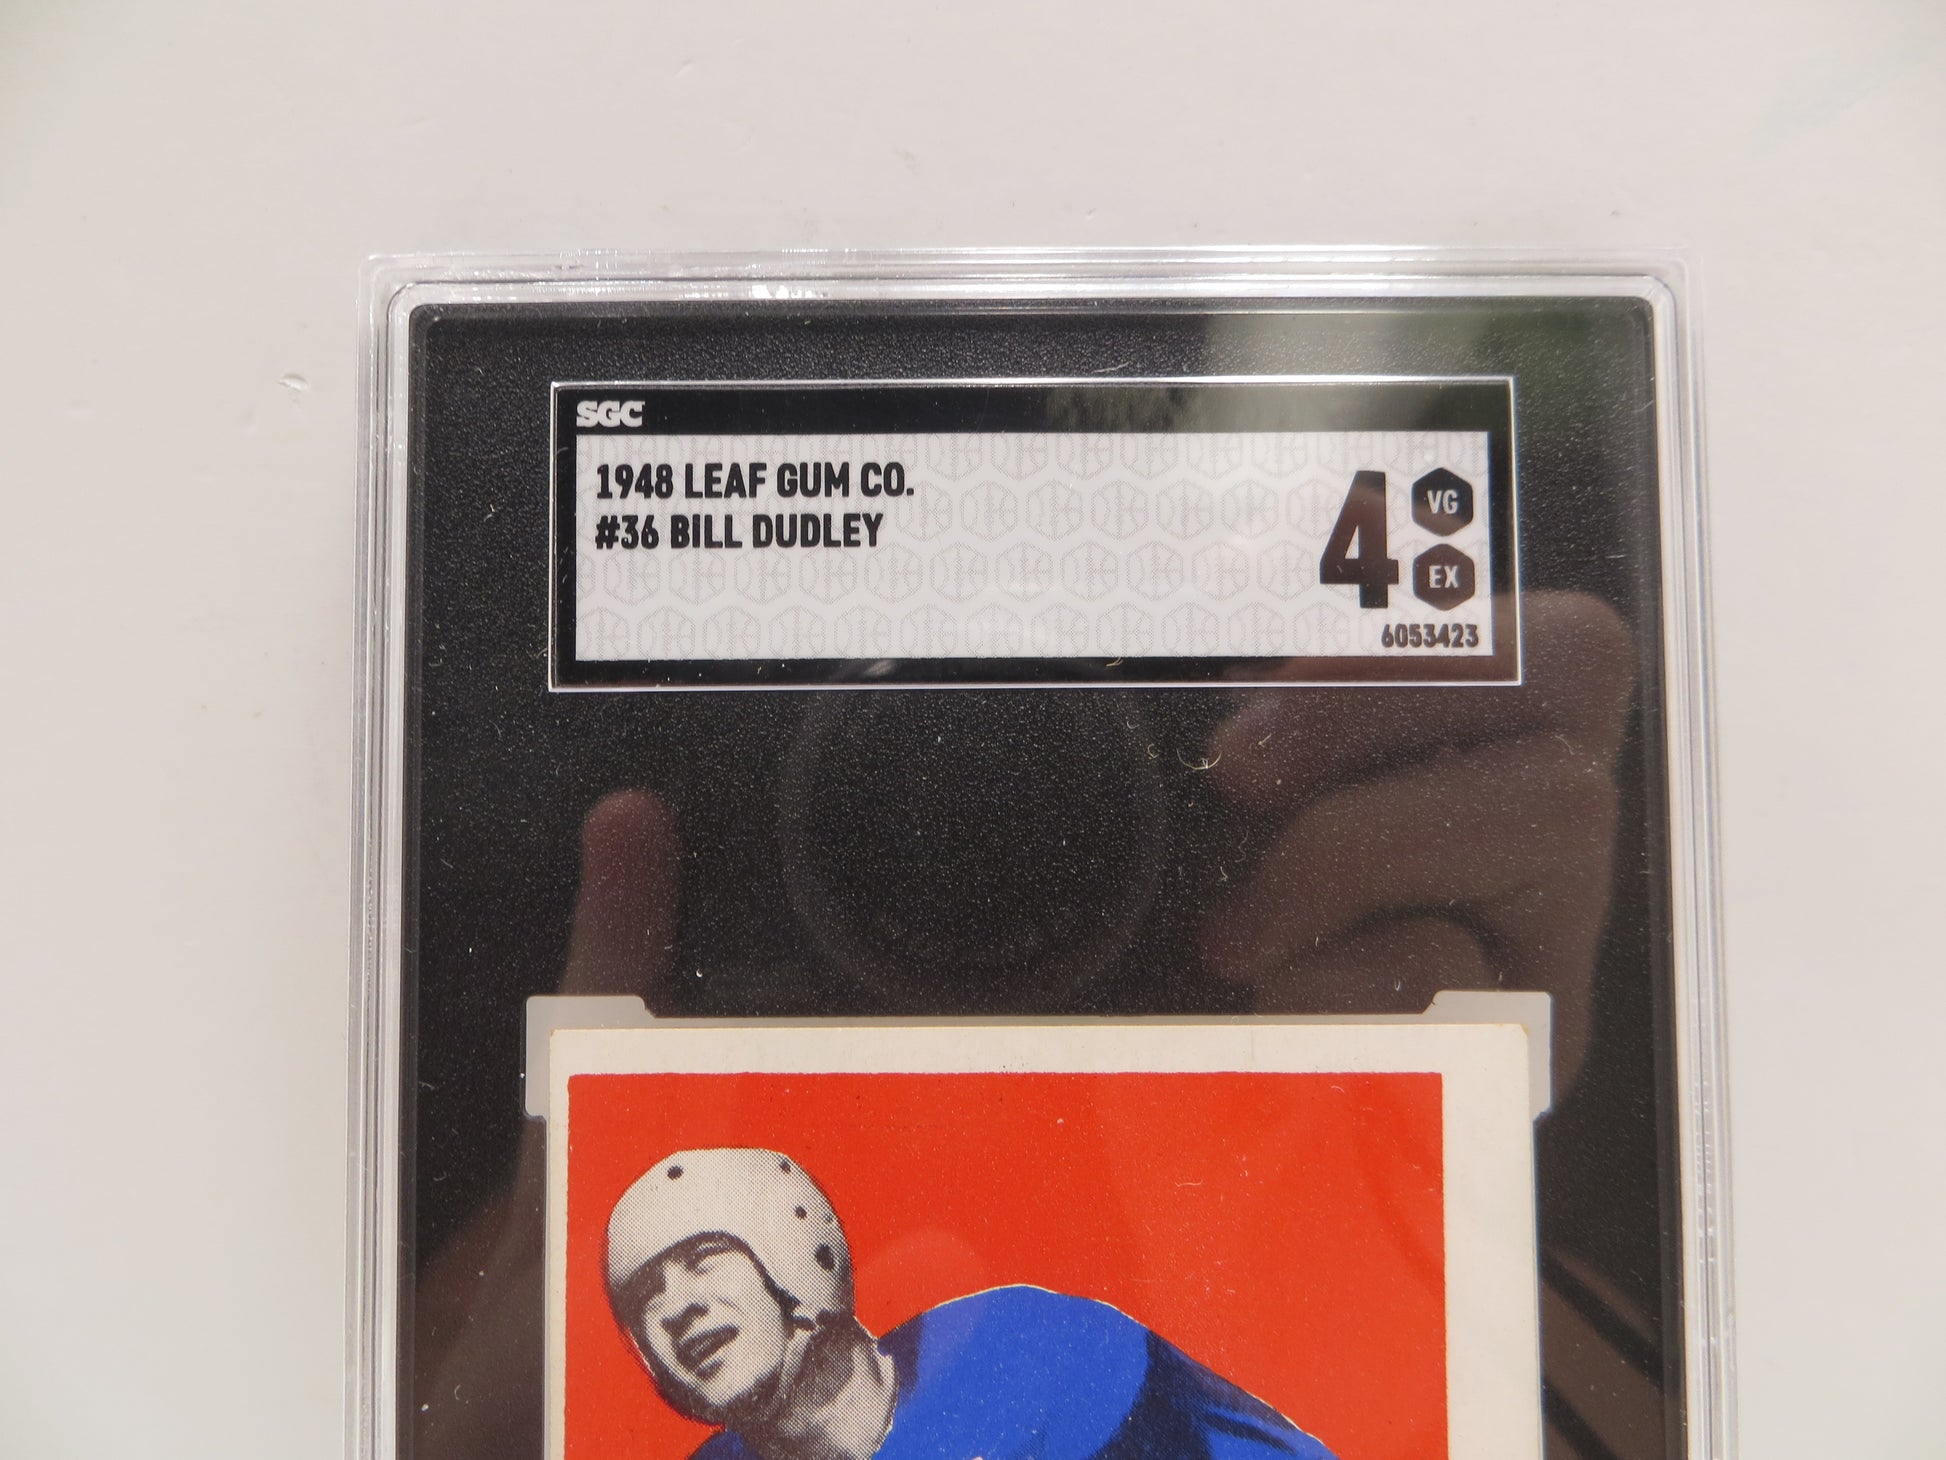 SGC
1948 LEAF GUM CO.
#36 BILL DUDLEY
4
VG
EX
6053423